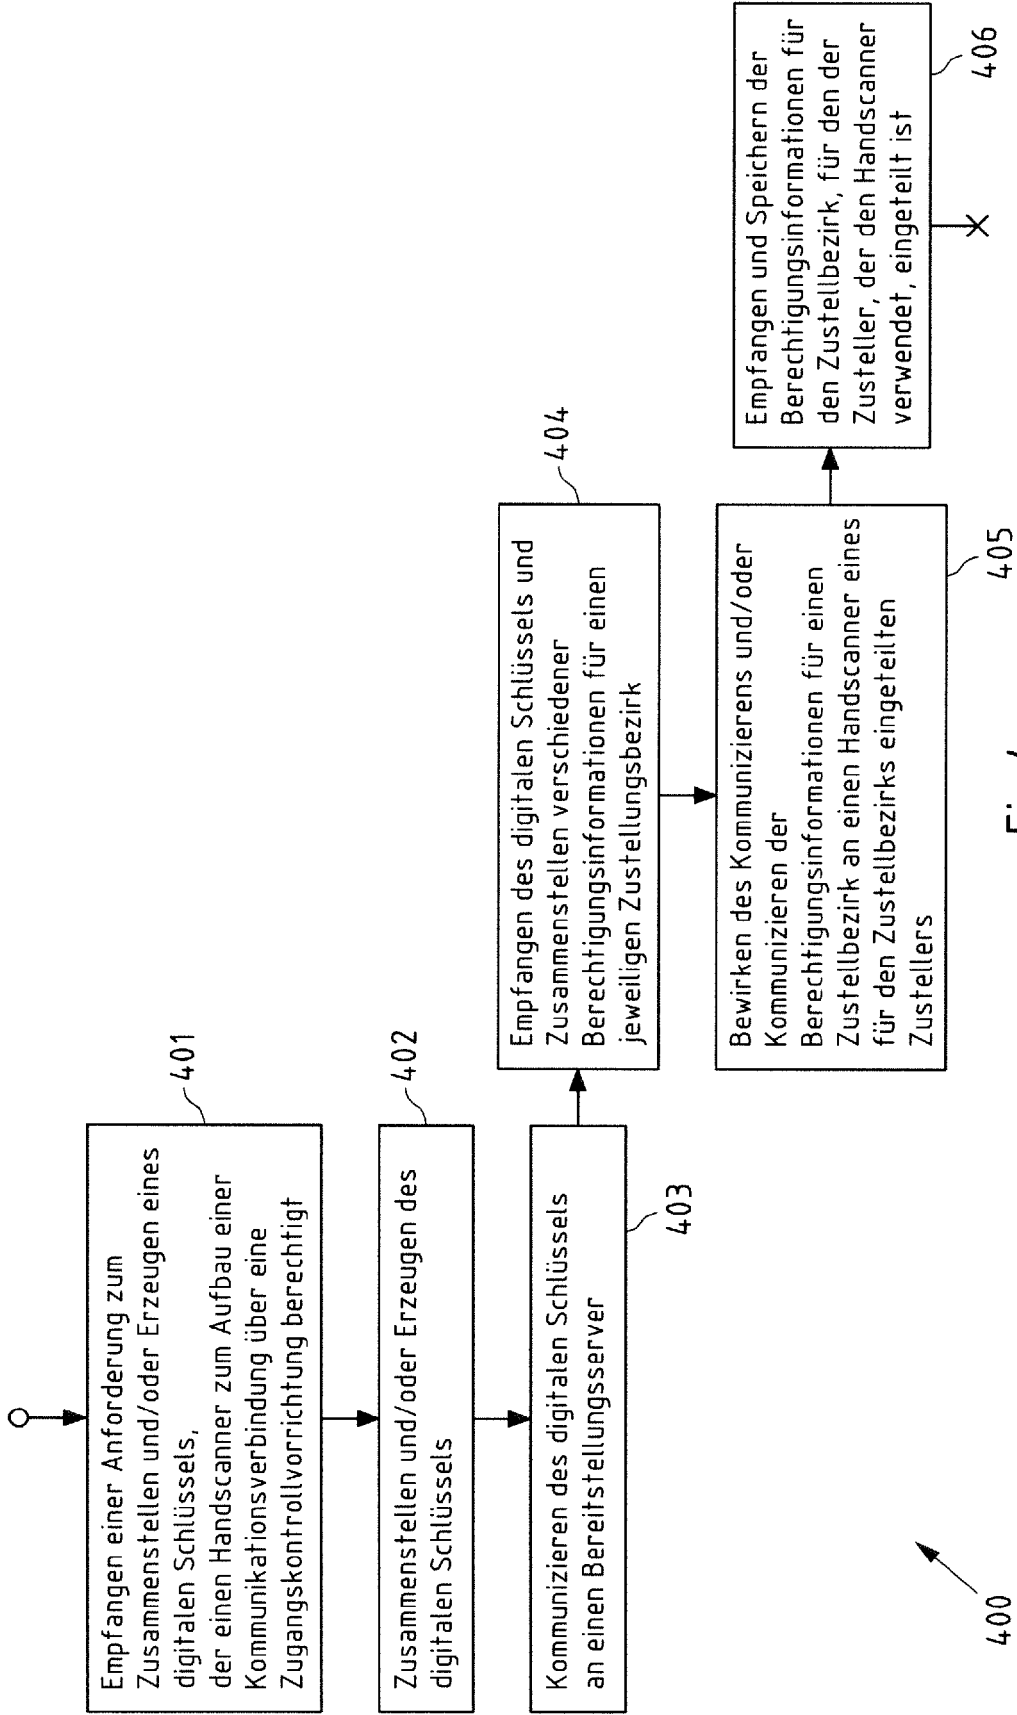 Empfangen einer Anforderung zum
Zusammenstellen und/oder Erzeugen eines
digitalen Schlüssels,
der einen Handscanner zum Aufbau einer
Kommunikationsverbindung über eine
Zugangskontrollvorrichtung berechtigt
401
Zusammenstellen und/oder Erzeugen des
digitalen Schlüssels
402
Kommunizieren des digitalen Schlüssels
an einen Bereitstellungsserver
403
Empfangen des digitalen Schlüssels und
Zusammenstellen verschiedener
Berechtigungsinformationen für einen
jeweiligen Zustellungsbezirk
404
Bewirken des Kommunizierens und/oder
Kommunizieren der
Berechtigungsinformationen für einen
Zustellbezirk an einen Handscanner eines
für den Zustellbezirks eingeteilten
Zustellers
405
Empfangen und Speichern der
Berechtigungsinformationen für
den Zustellbezirk, für den der
Zusteller, der den Handscanner
verwendet, eingeteilt ist
406
400